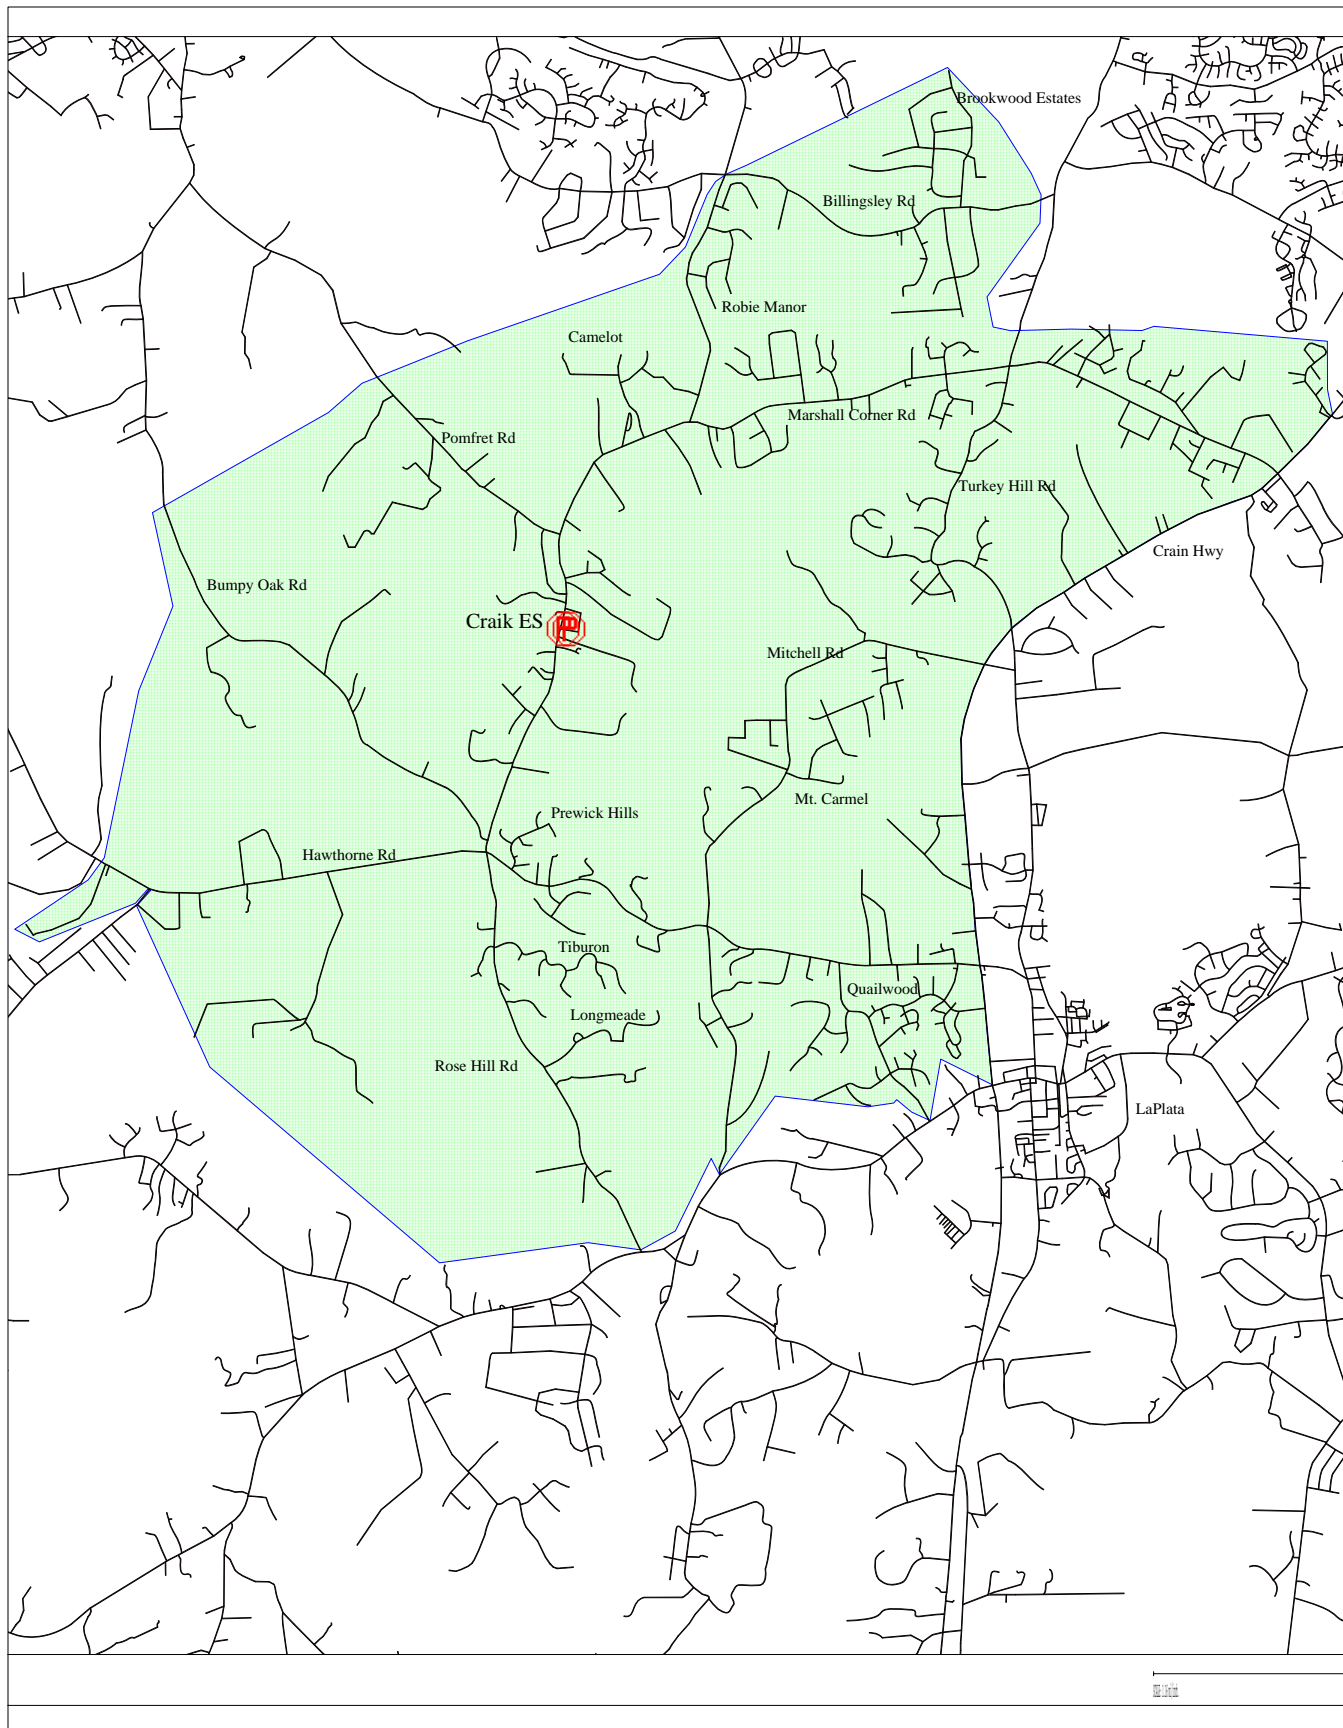 Brookwood Estates
Billingsley Rd
Robie Manor
Camelot
Marshall Corner Rd
Pomfret Rd
Turkey Hill Rd
Crain Hwy
Bumpy Oak Rd
Craik ES
Mitchell Rd
Mt. Carmel
Prewick Hills
Hawthorne Rd
Tiburon
Quailwood
Longmeade
Rose Hill Rd
LaPlata